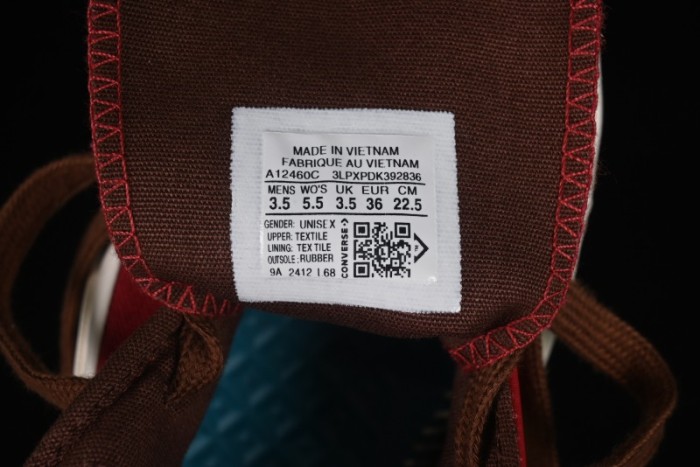 MADE IN VIETNAM
FABRIQUE AU VIETNAM
A12460C 3LPXPDK392836
MENS WO'S UK EUR CM
3.5 5.5 3.5 36 22.5
GENDER: UNISEX
UPPER: TEXTILE
LINING: TEXTILE
OUTSOLE: RUBBER
9A 2412 | 68
CONVERSE